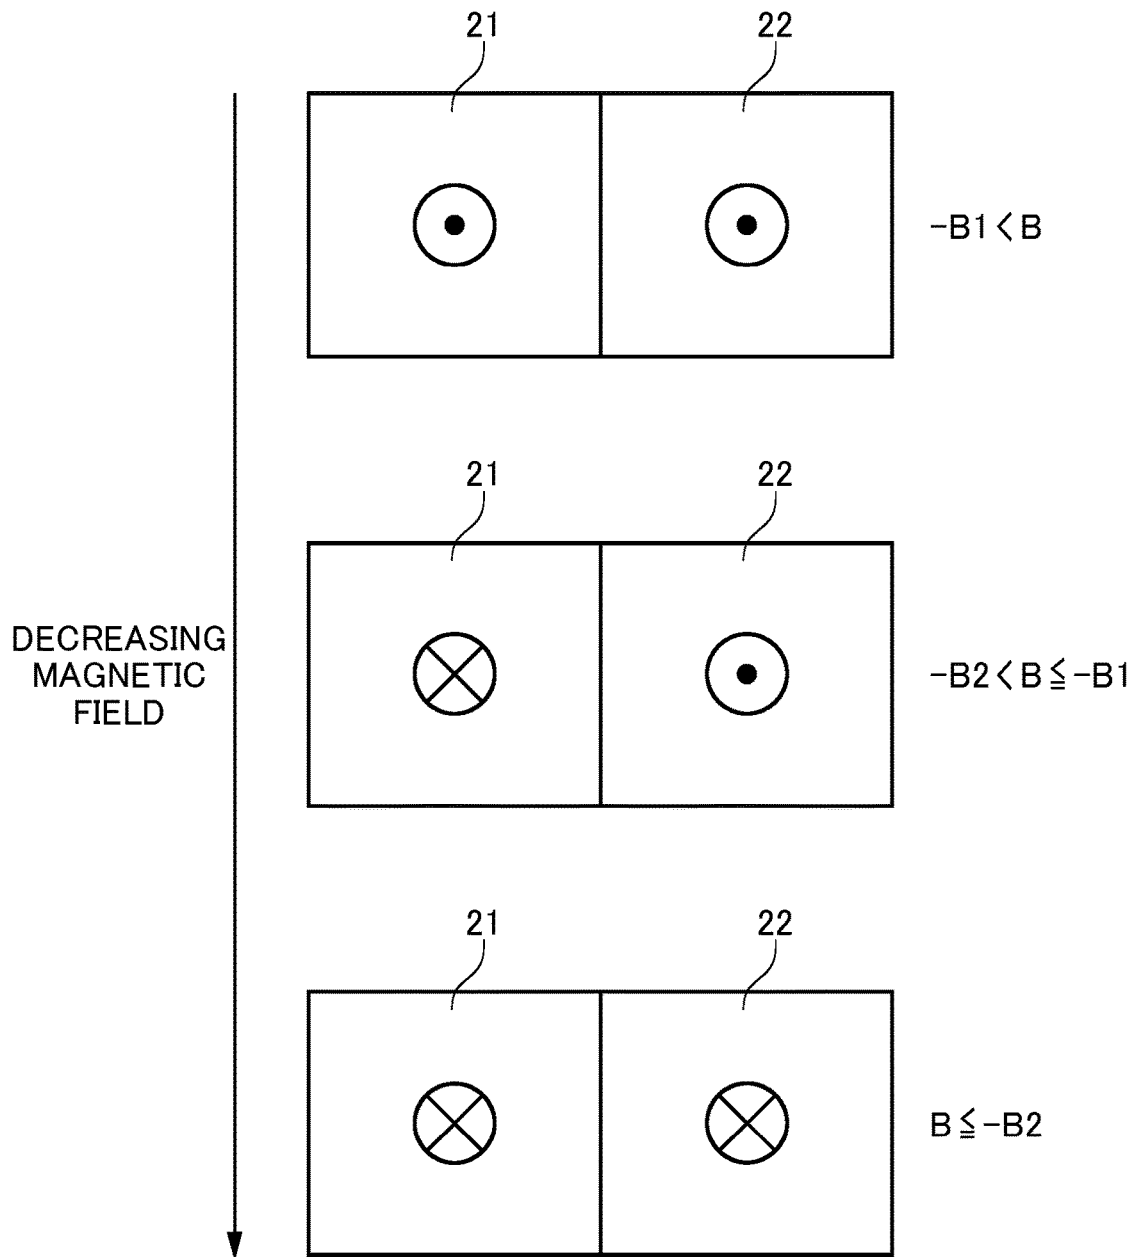 21 22
-B1<B
21 22
DECREASING
MAGNETIC
FIELD
-B2<B≦-B1
21 22
B≦-B2